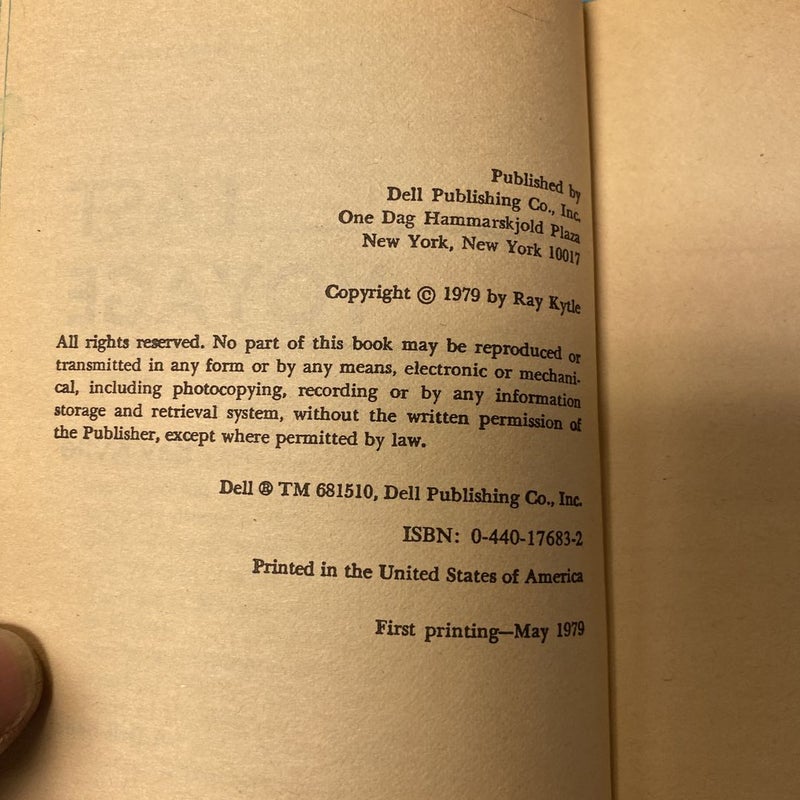 Published by
Dell Publishing Co., Inc.
One Dag Hammarskjold Plaza
New York, New York 10017
Copyright © 1979 by Ray Kytle
All rights reserved. No part of this book may be reproduced or
transmitted in any form or by any means, electronic or mechani-
cal, including photocopying, recording or by any information
storage and retrieval system, without the written permission of
the Publisher, except where permitted by law.
Dell ® TM 681510, Dell Publishing Co., Inc.
ISBN: 0-440-17683-2
Printed in the United States of America
First printing—May 1979